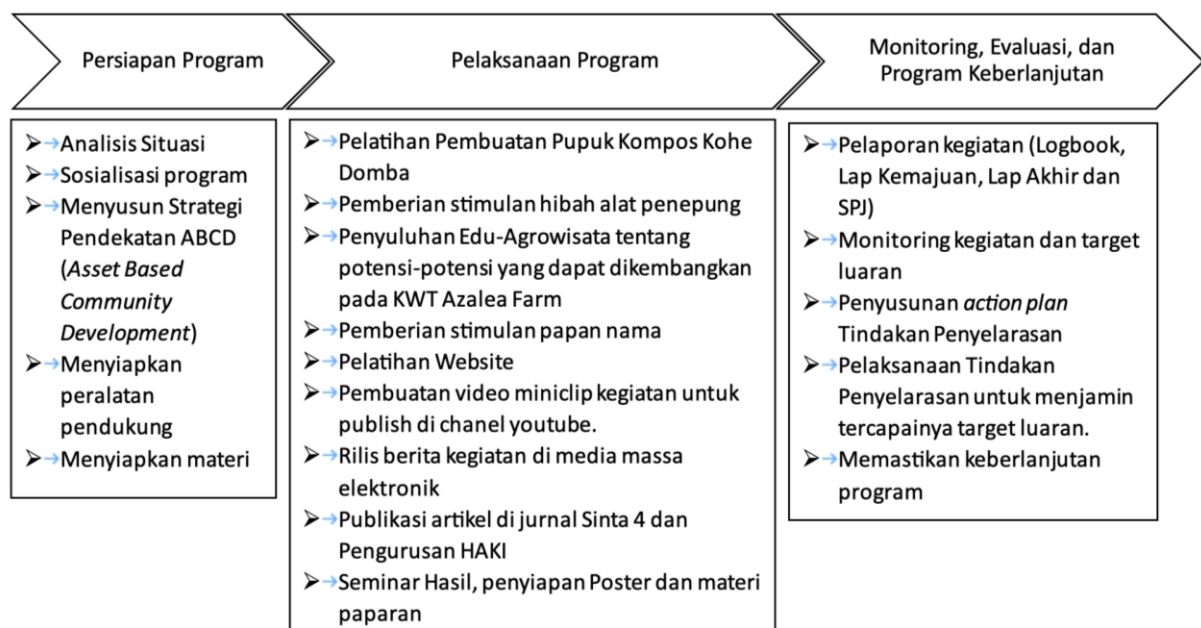 Persiapan Program
Pelaksanaan Program
Monitoring, Evaluasi, dan
Program Keberlanjutan
➢→Analisis Situasi
➢→Sosialisasi program
➢→Menyusun Strategi
Pendekatan ABCD
(Asset Based
Community
Development)
➢→Menyiapkan
peralatan
pendukung
➢→Menyiapkan materi
➢→Pelatihan Pembuatan Pupuk Kompos Kohe
Domba
➢→Pemberian stimulan hibah alat penepung
➢→Penyuluhan Edu-Agrowisata tentang
potensi-potensi yang dapat dikembangkan
pada KWT Azalea Farm
➢→Pemberian stimulan papan nama
➢→Pelatihan Website
➢→Pembuatan video miniclip kegiatan untuk
publish di chanel youtube.
➢→Rilis berita kegiatan di media massa
elektronik
➢→Publikasi artikel di jurnal Sinta 4 dan
Pengurusan HAKI
➢→Seminar Hasil, penyiapan Poster dan materi
paparan
➢→Pelaporan kegiatan (Logbook,
Lap Kemajuan, Lap Akhir dan
SPJ)
➢→Monitoring kegiatan dan target
luaran
➢→Penyusunan action plan
Tindakan Penyelarasan
➢→Pelaksanaan Tindakan
Penyelarasan untuk menjamin
tercapainya target luaran.
➢→Memastikan keberlanjutan
program